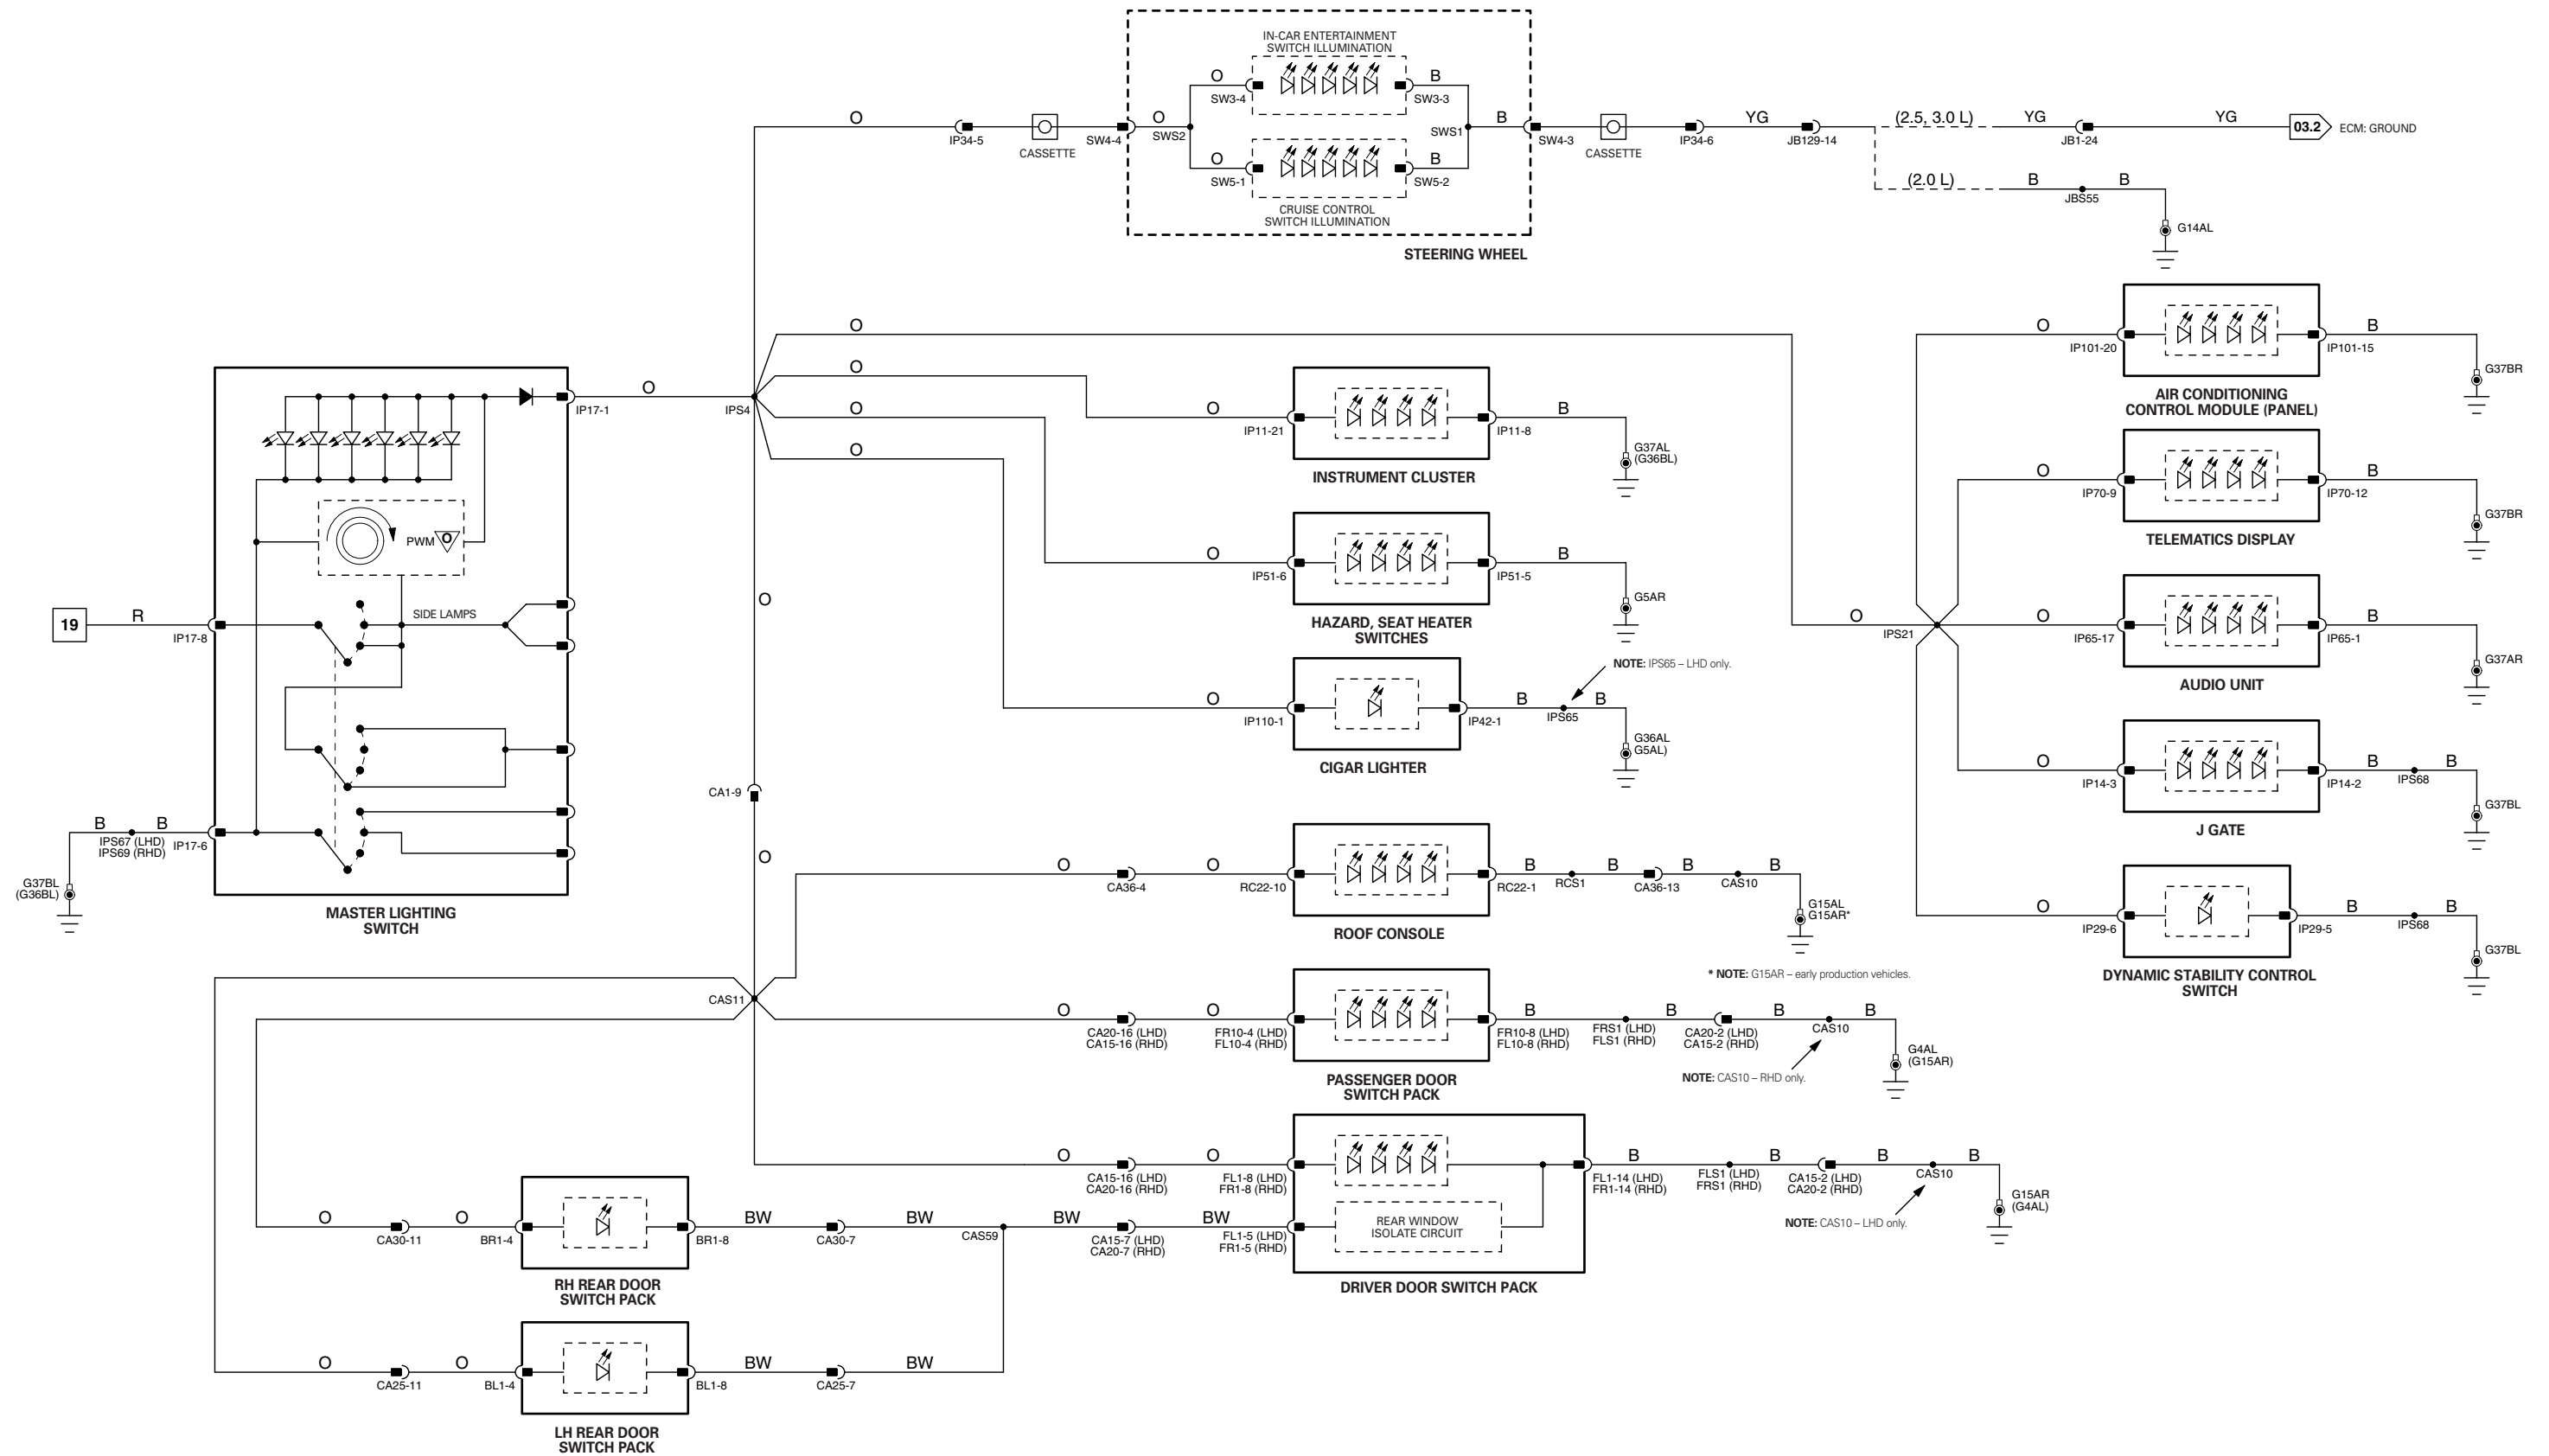 IN-CAR ENTERTAINMENT
SWITCH ILLUMINATION
O
SW3-4
B
SW3-3
O
IP34-5
CASSETTE
SW4-4
O
SWS2
SWS1
B
SW4-3
CASSETTE
IP34-6
YG
JB129-14
(2.5, 3.0 L)
YG
JB1-24
YG
03.2
ECM: GROUND
O
SW5-1
B
SW5-2
CRUISE CONTROL
SWITCH ILLUMINATION
STEERING WHEEL
(2.0 L)
B
JBS55
B
G14AL
O
IP101-20
B
IP101-15
G37BR
AIR CONDITIONING
CONTROL MODULE (PANEL)
O
O
O
O
IP17-1
O
IPS4
O
IP11-21
B
IP11-8
G37AL
(G36BL)
INSTRUMENT CLUSTER
O
IP70-9
B
IP70-12
G37BR
TELEMATICS DISPLAY
PWM
O
O
IP51-6
B
IP51-5
G5AR
HAZARD, SEAT HEATER
SWITCHES
O
19
R
IP17-8
SIDE LAMPS
O
IPS21
O
IP65-17
B
IP65-1
G37AR
AUDIO UNIT
NOTE: IPS65 – LHD only.
O
IP110-1
B
IP42-1
IPS65
B
G36AL
G5AL)
CIGAR LIGHTER
O
IP14-3
B
IP14-2
IPS68
B
G37BL
J GATE
CA1-9
B
IPS67 (LHD)
IPS69 (RHD)
B
IP17-6
G37BL
(G36BL)
MASTER LIGHTING
SWITCH
O
O
CA36-4
O
RC22-10
B
RC22-1
RCS1
B
CA36-13
B
CAS10
B
G15AL
G15AR*
ROOF CONSOLE
* NOTE: G15AR – early production vehicles.
O
IP29-6
B
IP29-5
IPS68
B
G37BL
DYNAMIC STABILITY CONTROL
SWITCH
CAS11
O
CA20-16 (LHD)
CA15-16 (RHD)
O
FR10-4 (LHD)
FL10-4 (RHD)
B
FR10-8 (LHD)
FL10-8 (RHD)
FRS1 (LHD)
FLS1 (RHD)
B
CA20-2 (LHD)
CA15-2 (RHD)
B
CAS10
B
G4AL
(G15AR)
NOTE: CAS10 – RHD only.
PASSENGER DOOR
SWITCH PACK
O
CA15-16 (LHD)
CA20-16 (RHD)
O
FL1-8 (LHD)
FR1-8 (RHD)
B
FL1-14 (LHD)
FR1-14 (RHD)
FLS1 (LHD)
FRS1 (RHD)
B
CA15-2 (LHD)
CA20-2 (RHD)
B
CAS10
B
G15AR
(G4AL)
NOTE: CAS10 – LHD only.
O
CA30-11
O
BR1-4
BW
BR1-8
CA30-7
BW
CAS59
BW
CA15-7 (LHD)
CA20-7 (RHD)
BW
FL1-5 (LHD)
FR1-5 (RHD)
REAR WINDOW
ISOLATE CIRCUIT
RH REAR DOOR
SWITCH PACK
DRIVER DOOR SWITCH PACK
O
CA25-11
O
BL1-4
BW
BL1-8
CA25-7
BW
LH REAR DOOR
SWITCH PACK